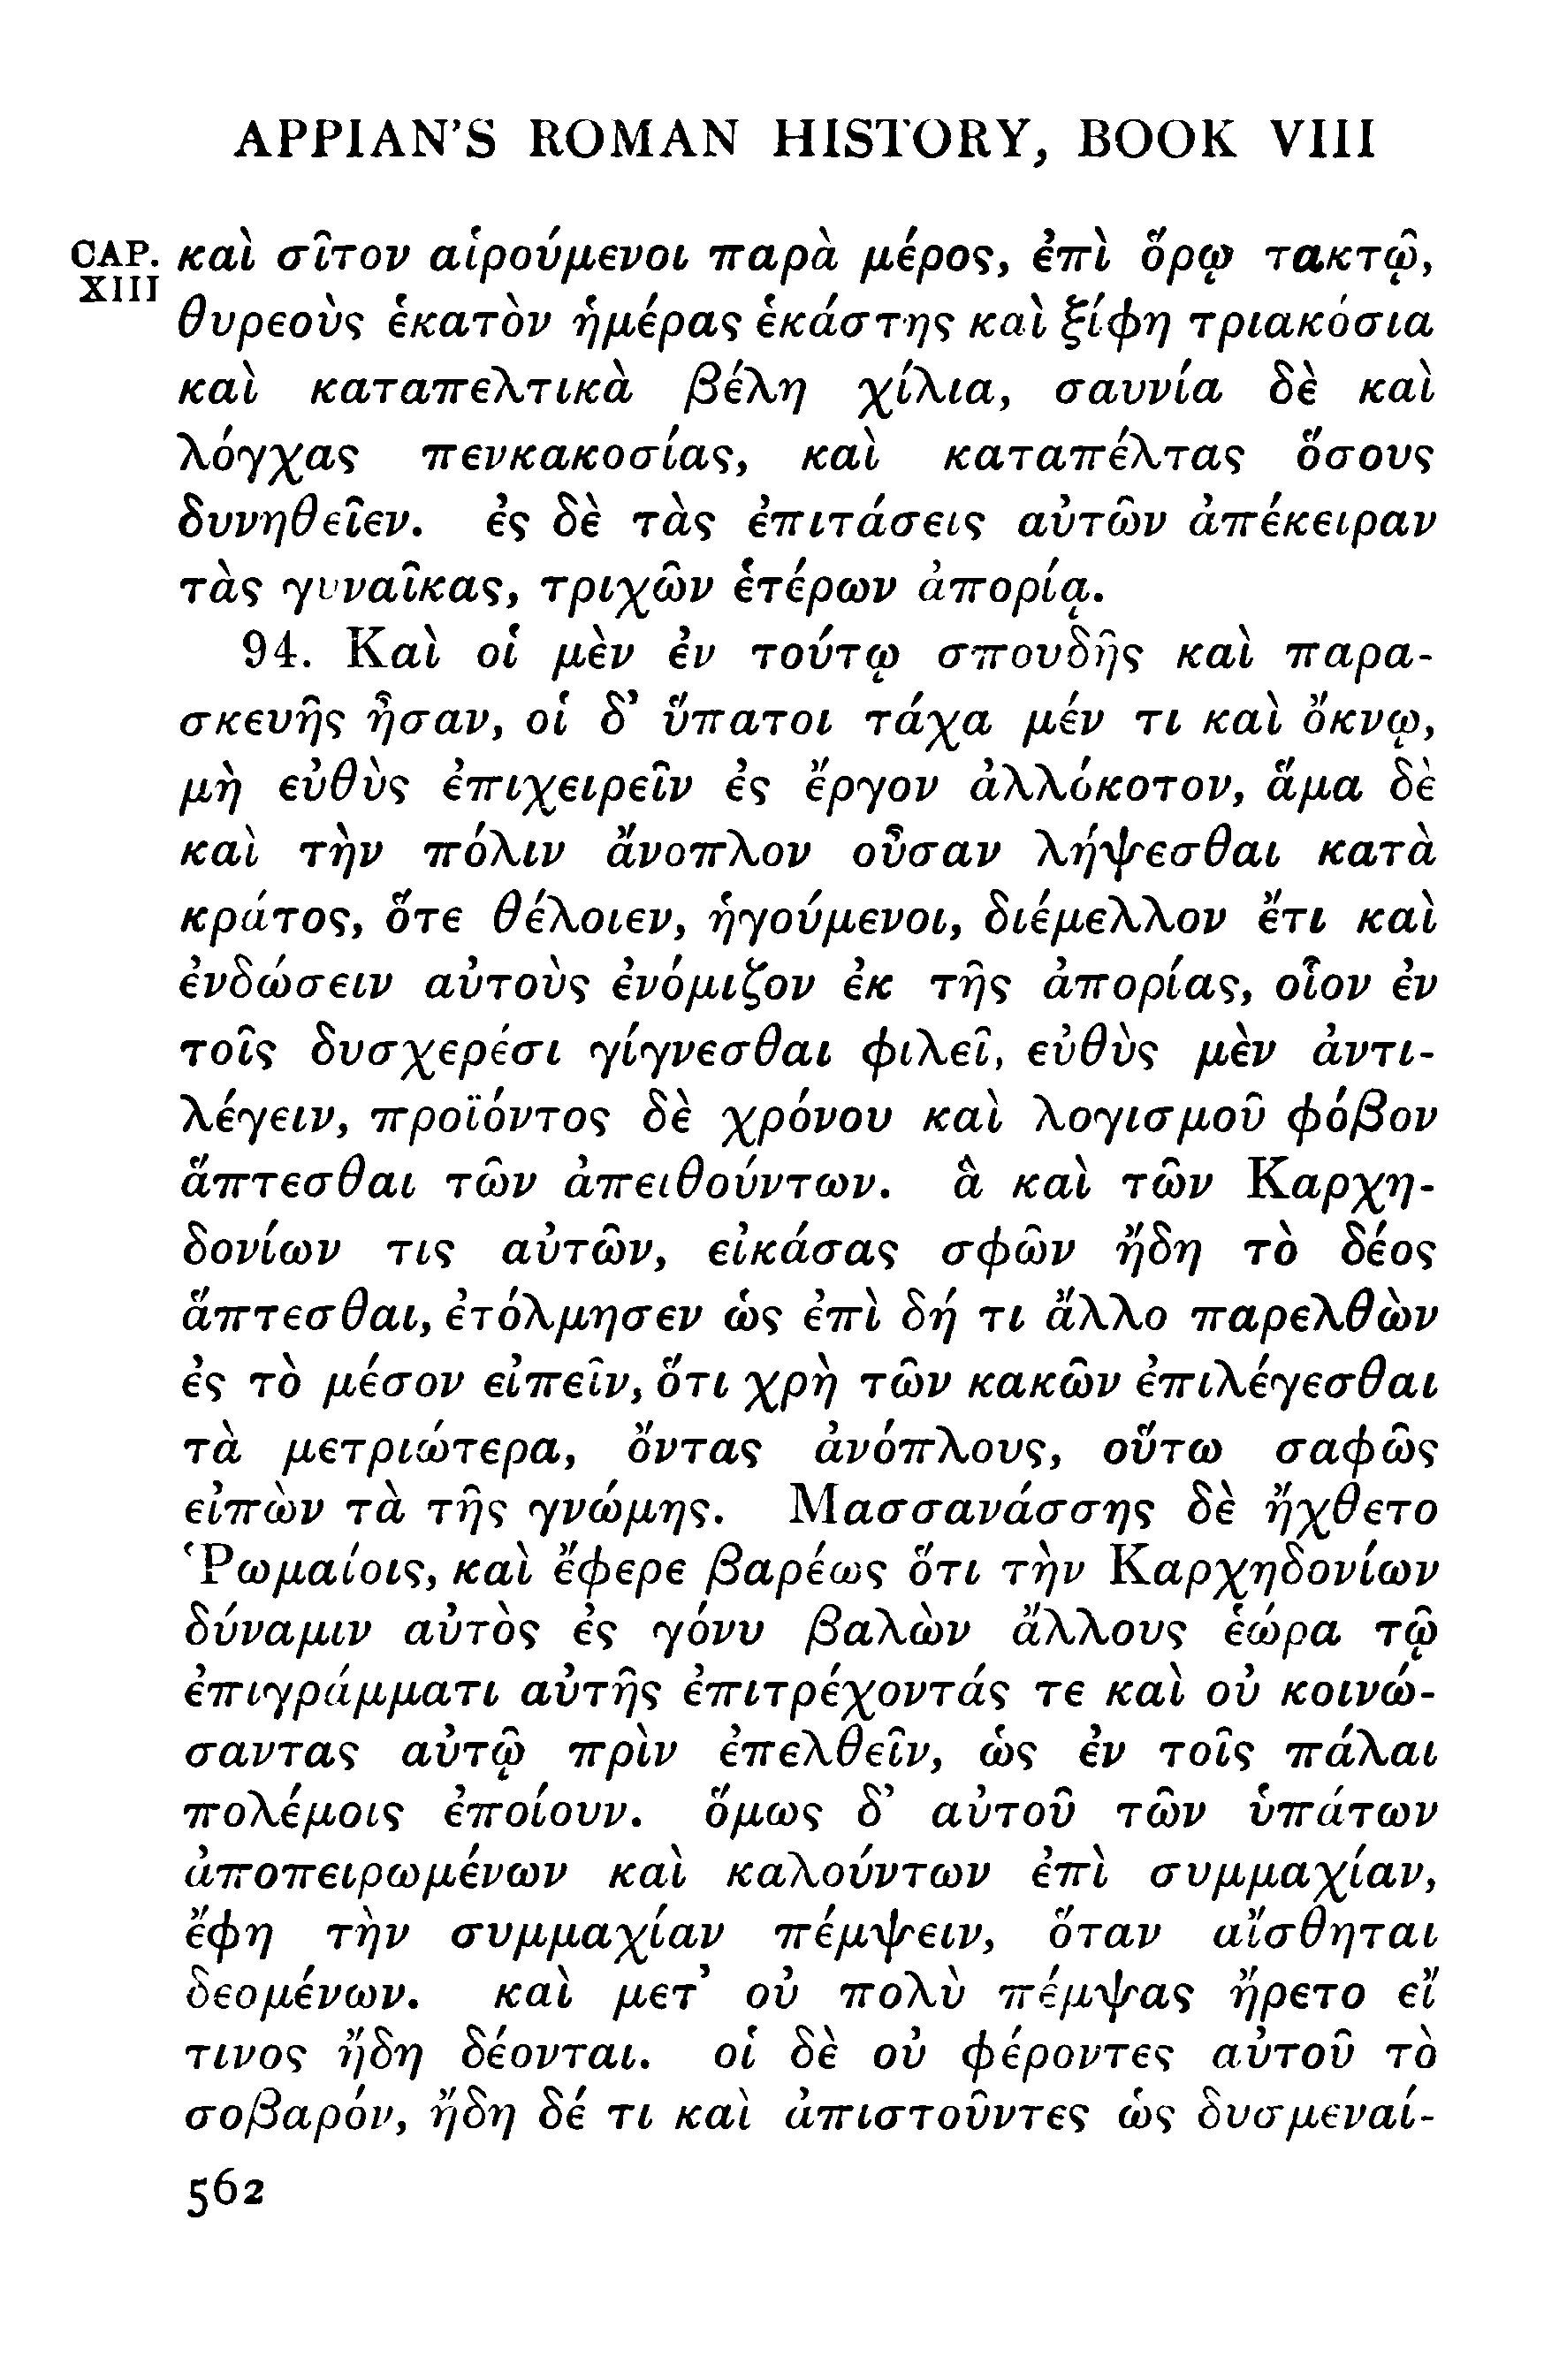 APPIAN'S ROMAN HISTORY, BOOK VIII
CAP. XIII
καὶ σῖτον αἱρούμενοι παρὰ μέρος, ἐπὶ ὅρῳ τακτῷ,
θυρεοὺς ἑκατὸν ἡμέρας ἑκάστης καὶ ξίφη τριακόσια
καὶ καταπελτικὰ βέλη χίλια, σαυνία δὲ καὶ
λόγχας πενκακοσίας, καὶ καταπέλτας ὅσους
δυνηθεῖεν. ἐς δὲ τὰς ἐπιτάσεις αὐτῶν ἀπέκειραν
τὰς γυναῖκας, τριχῶν ἑτέρων ἀπορίᾳ.
94. Καὶ οἱ μὲν ἐν τούτῳ σπουδῆς καὶ παρα-
σκευῆς ἦσαν, οἱ δ' ὕπατοι τάχα μέν τι καὶ ὄκνῳ,
μὴ εὐθὺς ἐπιχειρεῖν ἐς ἔργον ἀλλόκοτον, ἅμα δὲ
καὶ τὴν πόλιν ἄνοπλον οὖσαν λήψεσθαι κατὰ
κράτος, ὅτε θέλοιεν, ἡγούμενοι, διέμελλον ἔτι καὶ
ἐνδώσειν αὐτοὺς ἐνόμιζον ἐκ τῆς ἀπορίας, οἷον ἐν
τοῖς δυσχερέσι γίγνεσθαι φιλεῖ, εὐθὺς μὲν ἀντι-
λέγειν, προϊόντος δὲ χρόνου καὶ λογισμοῦ φόβον
ἅπτεσθαι τῶν ἀπειθούντων. ἃ καὶ τῶν Καρχη-
δονίων τις αὐτῶν, εἰκάσας σφῶν ἤδη τὸ δέος
ἅπτεσθαι, ἐτόλμησεν ὡς ἐπὶ δή τι ἄλλο παρελθὼν
ἐς τὸ μέσον εἰπεῖν, ὅτι χρὴ τῶν κακῶν ἐπιλέγεσθαι
τὰ μετριώτερα, ὄντας ἀνόπλους, οὕτω σαφῶς
εἰπὼν τὰ τῆς γνώμης. Μασσανάσσης δὲ ἤχθετο
Ῥωμαίοις, καὶ ἔφερε βαρέως ὅτι τὴν Καρχηδονίων
δύναμιν αὐτὸς ἐς γόνυ βαλὼν ἄλλους ἑώρα τῷ
ἐπιγράμματι αὐτῆς ἐπιτρέχοντάς τε καὶ οὐ κοινώ-
σαντας αὐτῷ πρὶν ἐπελθεῖν, ὡς ἐν τοῖς πάλαι
πολέμοις ἐποίουν. ὅμως δ' αὐτοῦ τῶν ὑπάτων
ἀποπειρωμένων καὶ καλούντων ἐπὶ συμμαχίαν,
ἔφη τὴν συμμαχίαν πέμψειν, ὅταν αἴσθηται
δεομένων. καὶ μετ' οὐ πολὺ πέμψας ἤρετο εἴ
τινος ἤδη δέονται. οἱ δὲ οὐ φέροντες αὐτοῦ τὸ
σοβαρόν, ἤδη δέ τι καὶ ἀπιστοῦντες ὡς δυσμεναί-
562